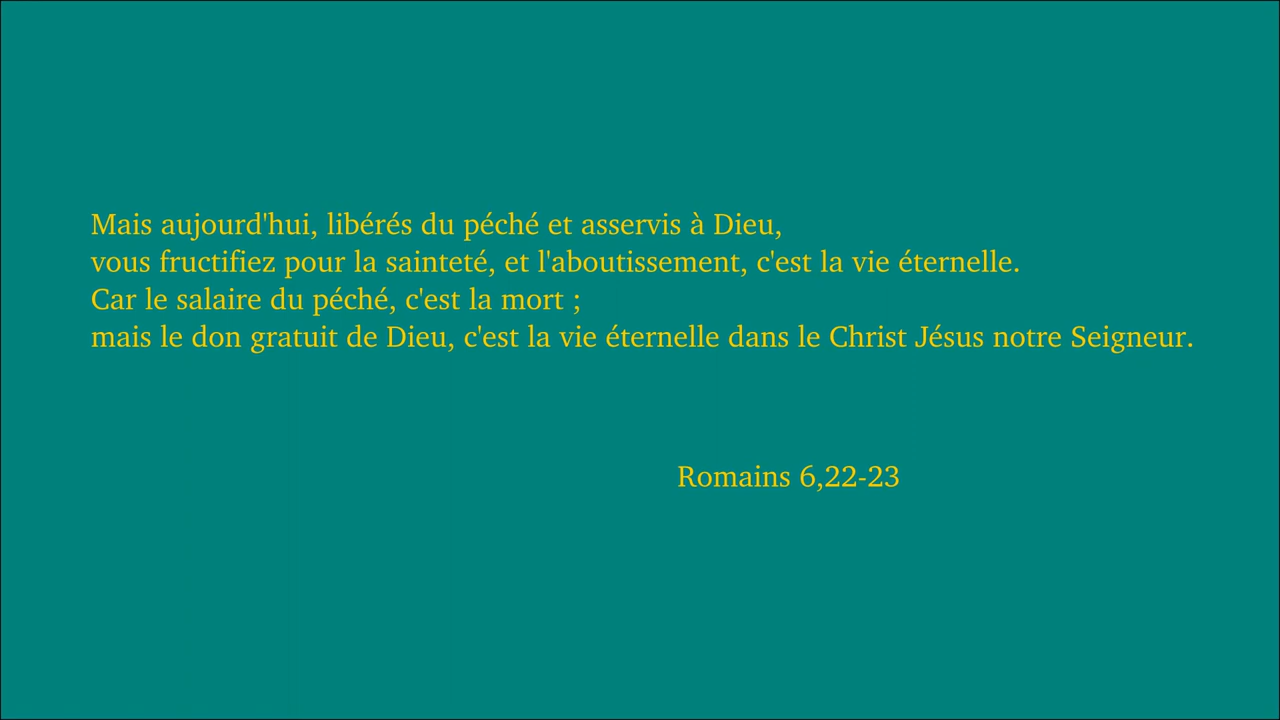 Mais aujourd'hui, libérés du péché et asservis à Dieu,
vous fructifiez pour la sainteté, et l'aboutissement, c'est la vie éternelle.
Car le salaire du péché, c'est la mort ;
mais le don gratuit de Dieu, c'est la vie éternelle dans le Christ Jésus notre Seigneur.
Romains 6,22-23